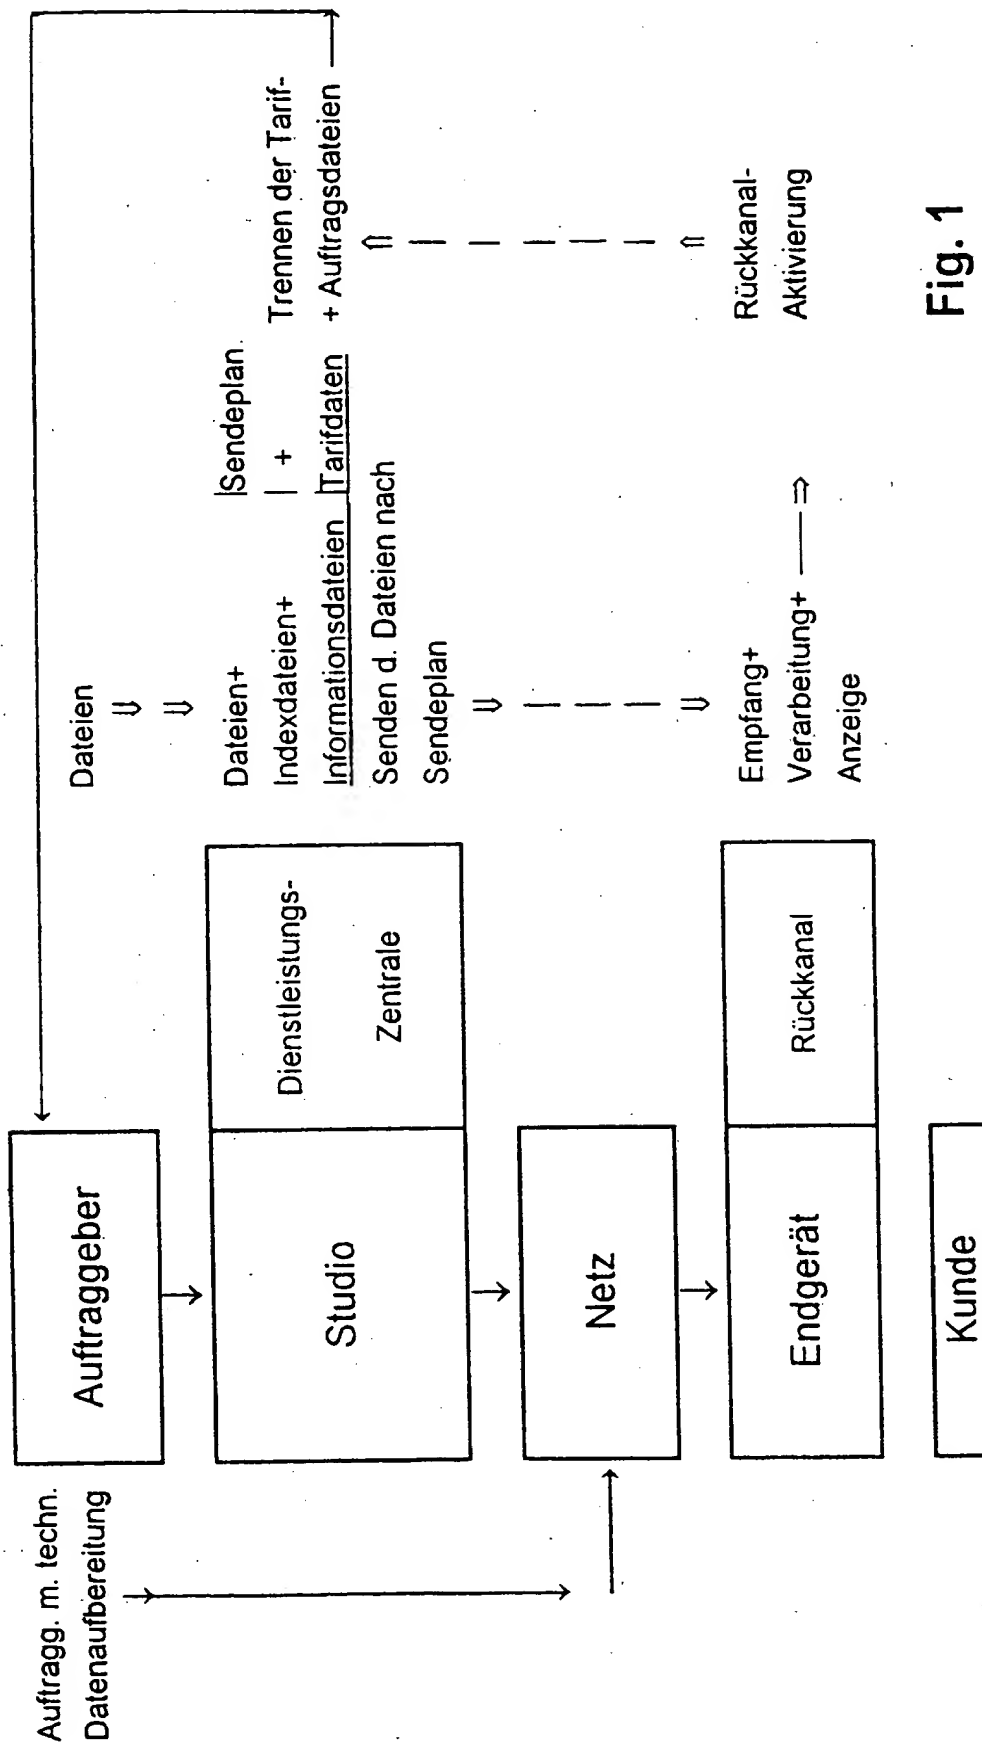 Auftragg. m. techn.
Datenaufbereitung
Auftraggeber
Dateien
Studio
Dienstleistungs-
Zentrale
Dateien+
Indexdateien+
Informationsdateien
Senden d. Dateien nach
Sendeplan
Sendeplan
+
Tarifdaten
Trennen der Tarif-
+ Auftragsdateien
Netz
Endgerät
Rückkanal
Empfang+
Verarbeitung+
Anzeige
Rückkanal-
Aktivierung
Kunde
Fig. 1